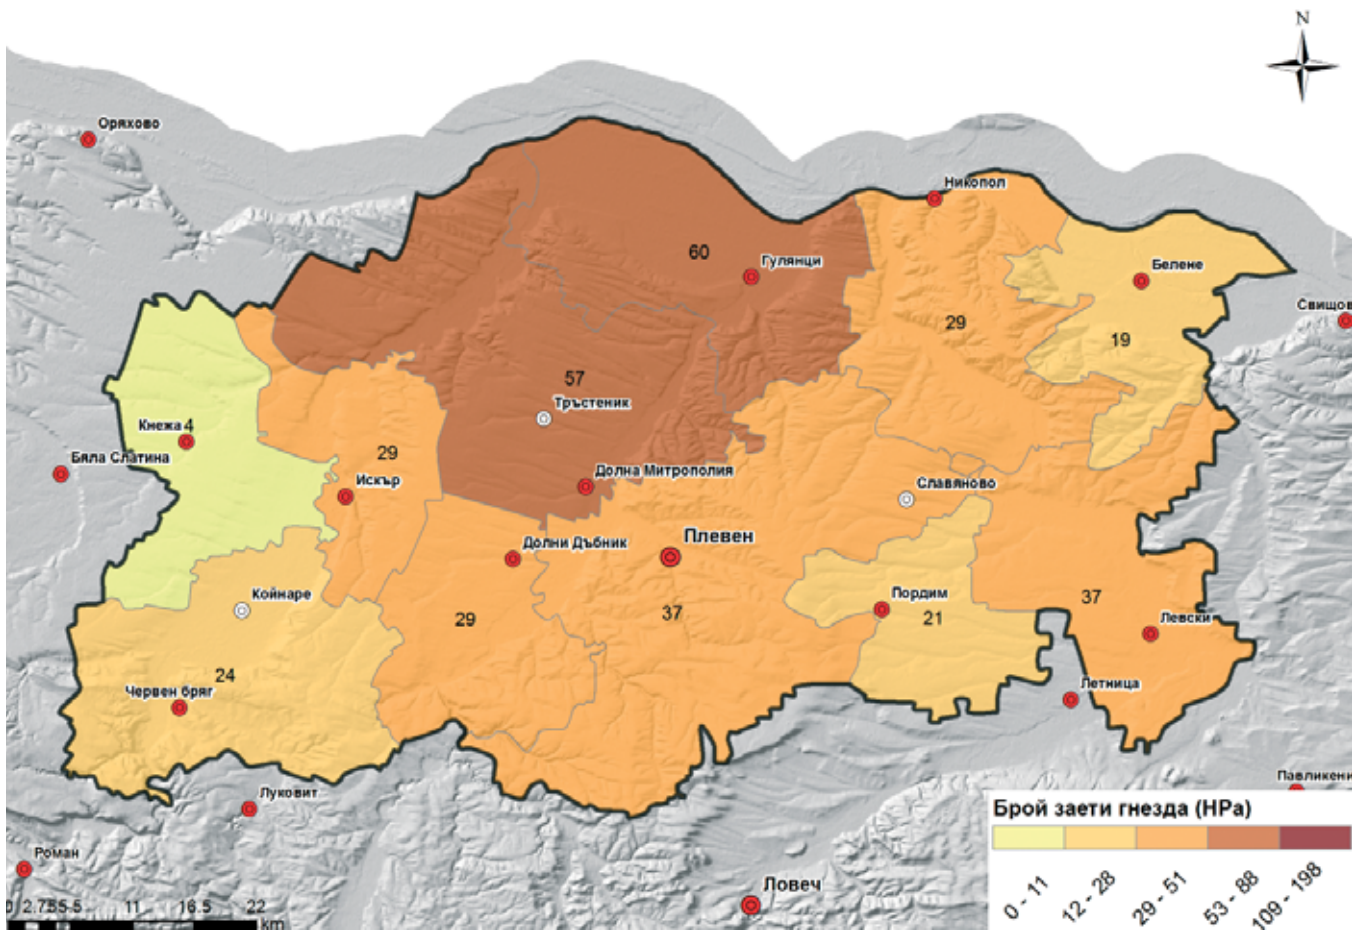 N
Оряхово
Никопол
60
Гулянци
Белене
Свищов
29
19
57
Тръстеник
Кнежа 4
29
Бяла Слатина
Искър
Долна Митрополия
Славяново
Долни Дъбник
Плевен
Койнаре
Пордим
29
37
21
37
Левски
24
Червен бряг
Летница
Луковит
Павликени
Брой заети гнезда (HPa)
Роман
Ловеч
0 - 11
12 - 28
29 - 51
53 - 88
109 - 198
0 2.75 5.5 11 16.5 22
km